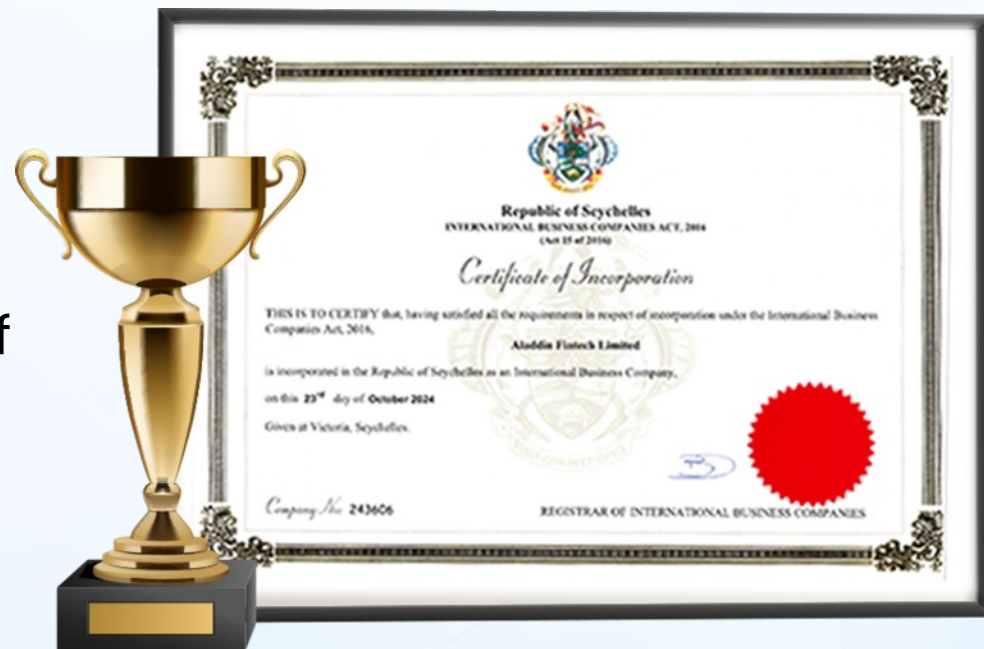 Republic of Seychelles
INTERNATIONAL BUSINESS COMPANIES ACT, 2016
(Act 15 of 2016)
Certificate of Incorporation
f
THIS IS TO CERTIFY that, having satisfied all the requirements in respect of incorporation under the International Business
Companies Act, 2016,
Aladdin Fintech Limited
is incorporated in the Republic of Seychelles as an International Business Company,
on this 23rd day of October 2024
Given at Victoria, Seychelles.
Company No: 243606
REGISTRAR OF INTERNATIONAL BUSINESS COMPANIES